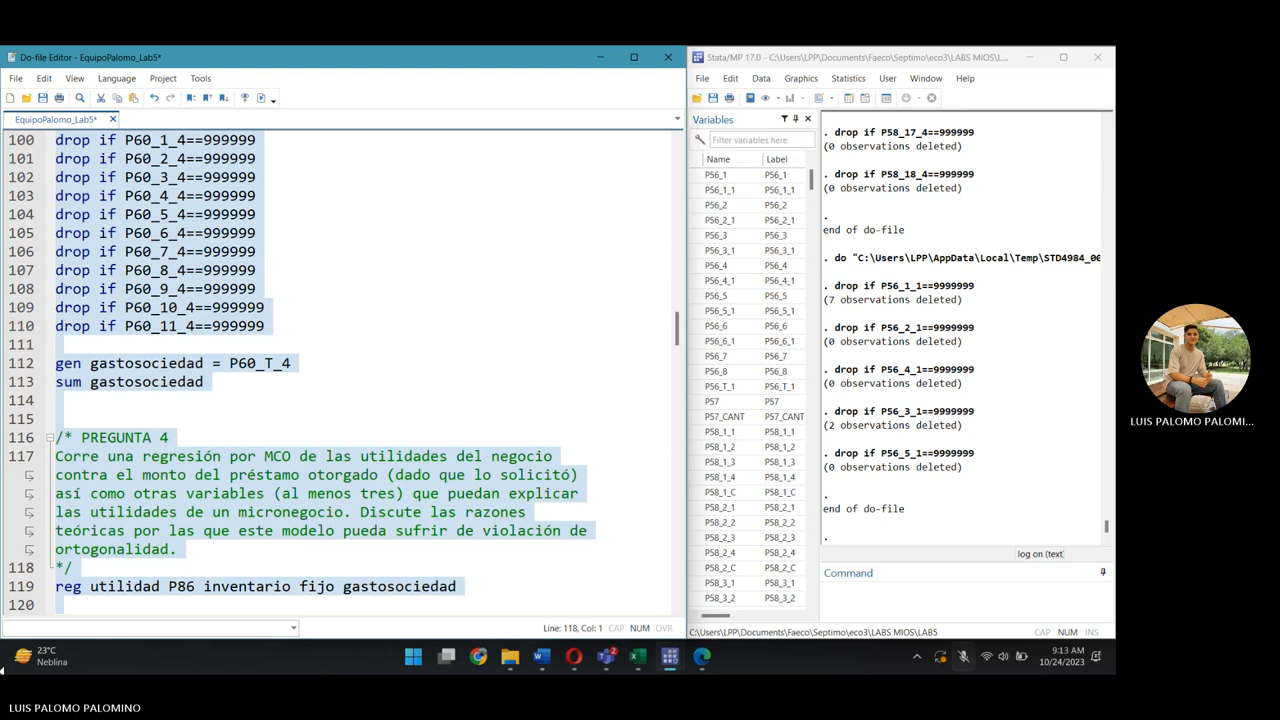 Do-file Editor - EquipoPalomo_Lab5*
File Edit View Language Project Tools
EquipoPalomo_Lab5*
100 drop if P60_1_4==999999
101 drop if P60_2_4==999999
102 drop if P60_3_4==999999
103 drop if P60_4_4==999999
104 drop if P60_5_4==999999
105 drop if P60_6_4==999999
106 drop if P60_7_4==999999
107 drop if P60_8_4==999999
108 drop if P60_9_4==999999
109 drop if P60_10_4==999999
110 drop if P60_11_4==999999
111
112 gen gastosociedad = P60_T_4
113 sum gastosociedad
114
115
116 /* PREGUNTA 4
117 Corre una regresión por MCO de las utilidades del negocio
contra el monto del préstamo otorgado (dado que lo solicitó)
así como otras variables (al menos tres) que puedan explicar
las utilidades de un micronegocio. Discute las razones
teóricas por las que este modelo pueda sufrir de violación de
ortogonalidad.
118 */
119 reg utilidad P86 inventario fijo gastosociedad
120
Line: 118, Col: 1 CAP NUM OVR
Stata/MP 17.0 - C:\Users\LPP\Documents\Faeco\Septimo\eco3\LABS MIOS\L...
File Edit Data Graphics Statistics User Window Help
Variables
Filter variables here
Name Label
P56_1 P56_1
P56_1_1 P56_1_1
P56_2 P56_2
P56_2_1 P56_2_1
P56_3 P56_3
P56_3_1 P56_3_1
P56_4 P56_4
P56_4_1 P56_4_1
P56_5 P56_5
P56_5_1 P56_5_1
P56_6 P56_6
P56_6_1 P56_6_1
P56_7 P56_7
P56_8 P56_8
P56_T_1 P56_T_1
P57 P57
P57_CANT P57_CANT
P58_1_1 P58_1_1
P58_1_2 P58_1_2
P58_1_3 P58_1_3
P58_1_4 P58_1_4
P58_1_C P58_1_C
P58_2_1 P58_2_1
P58_2_2 P58_2_2
P58_2_3 P58_2_3
P58_2_4 P58_2_4
P58_2_C P58_2_C
P58_3_1 P58_3_1
P58_3_2 P58_3_2
. drop if P58_17_4==999999
(0 observations deleted)
. drop if P58_18_4==999999
(0 observations deleted)
.
end of do-file
. do "C:\Users\LPP\AppData\Local\Temp\STD4984_00
. drop if P56_1_1==9999999
(7 observations deleted)
. drop if P56_2_1==9999999
(0 observations deleted)
. drop if P56_4_1==9999999
(0 observations deleted)
. drop if P56_3_1==9999999
(2 observations deleted)
. drop if P56_5_1==9999999
(0 observations deleted)
.
end of do-file
.
log on (text
Command
C:\Users\LPP\Documents\Faeco\Septimo\eco3\LABS MIOS\LAB5 CAP NUM INS
LUIS PALOMO PALOMI...
23°C
Neblina
9:13 AM
10/24/2023
LUIS PALOMO PALOMINO